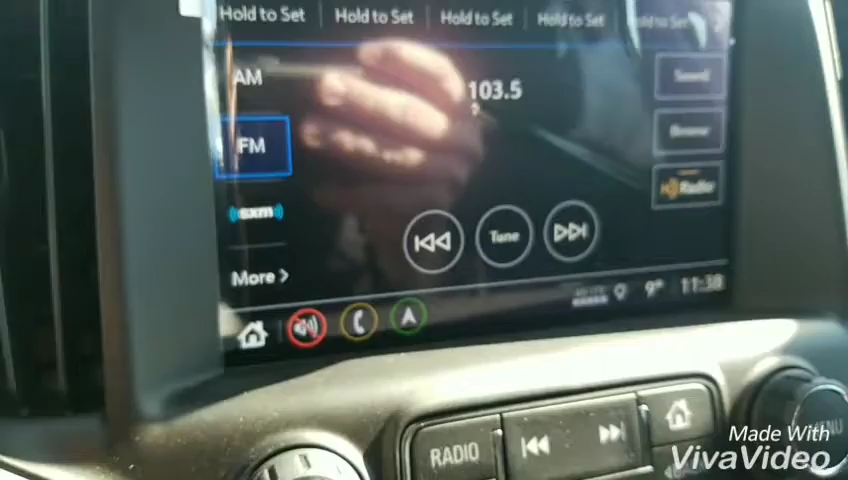 Hold to Set Hold to Set Hold to Set Hold to Set Hold to Set
AM
103.5
Sound
FM
Browse
Radio
sxm
Tune
More
9° 11:38
RADIO
MENU
Made With
VivaVideo